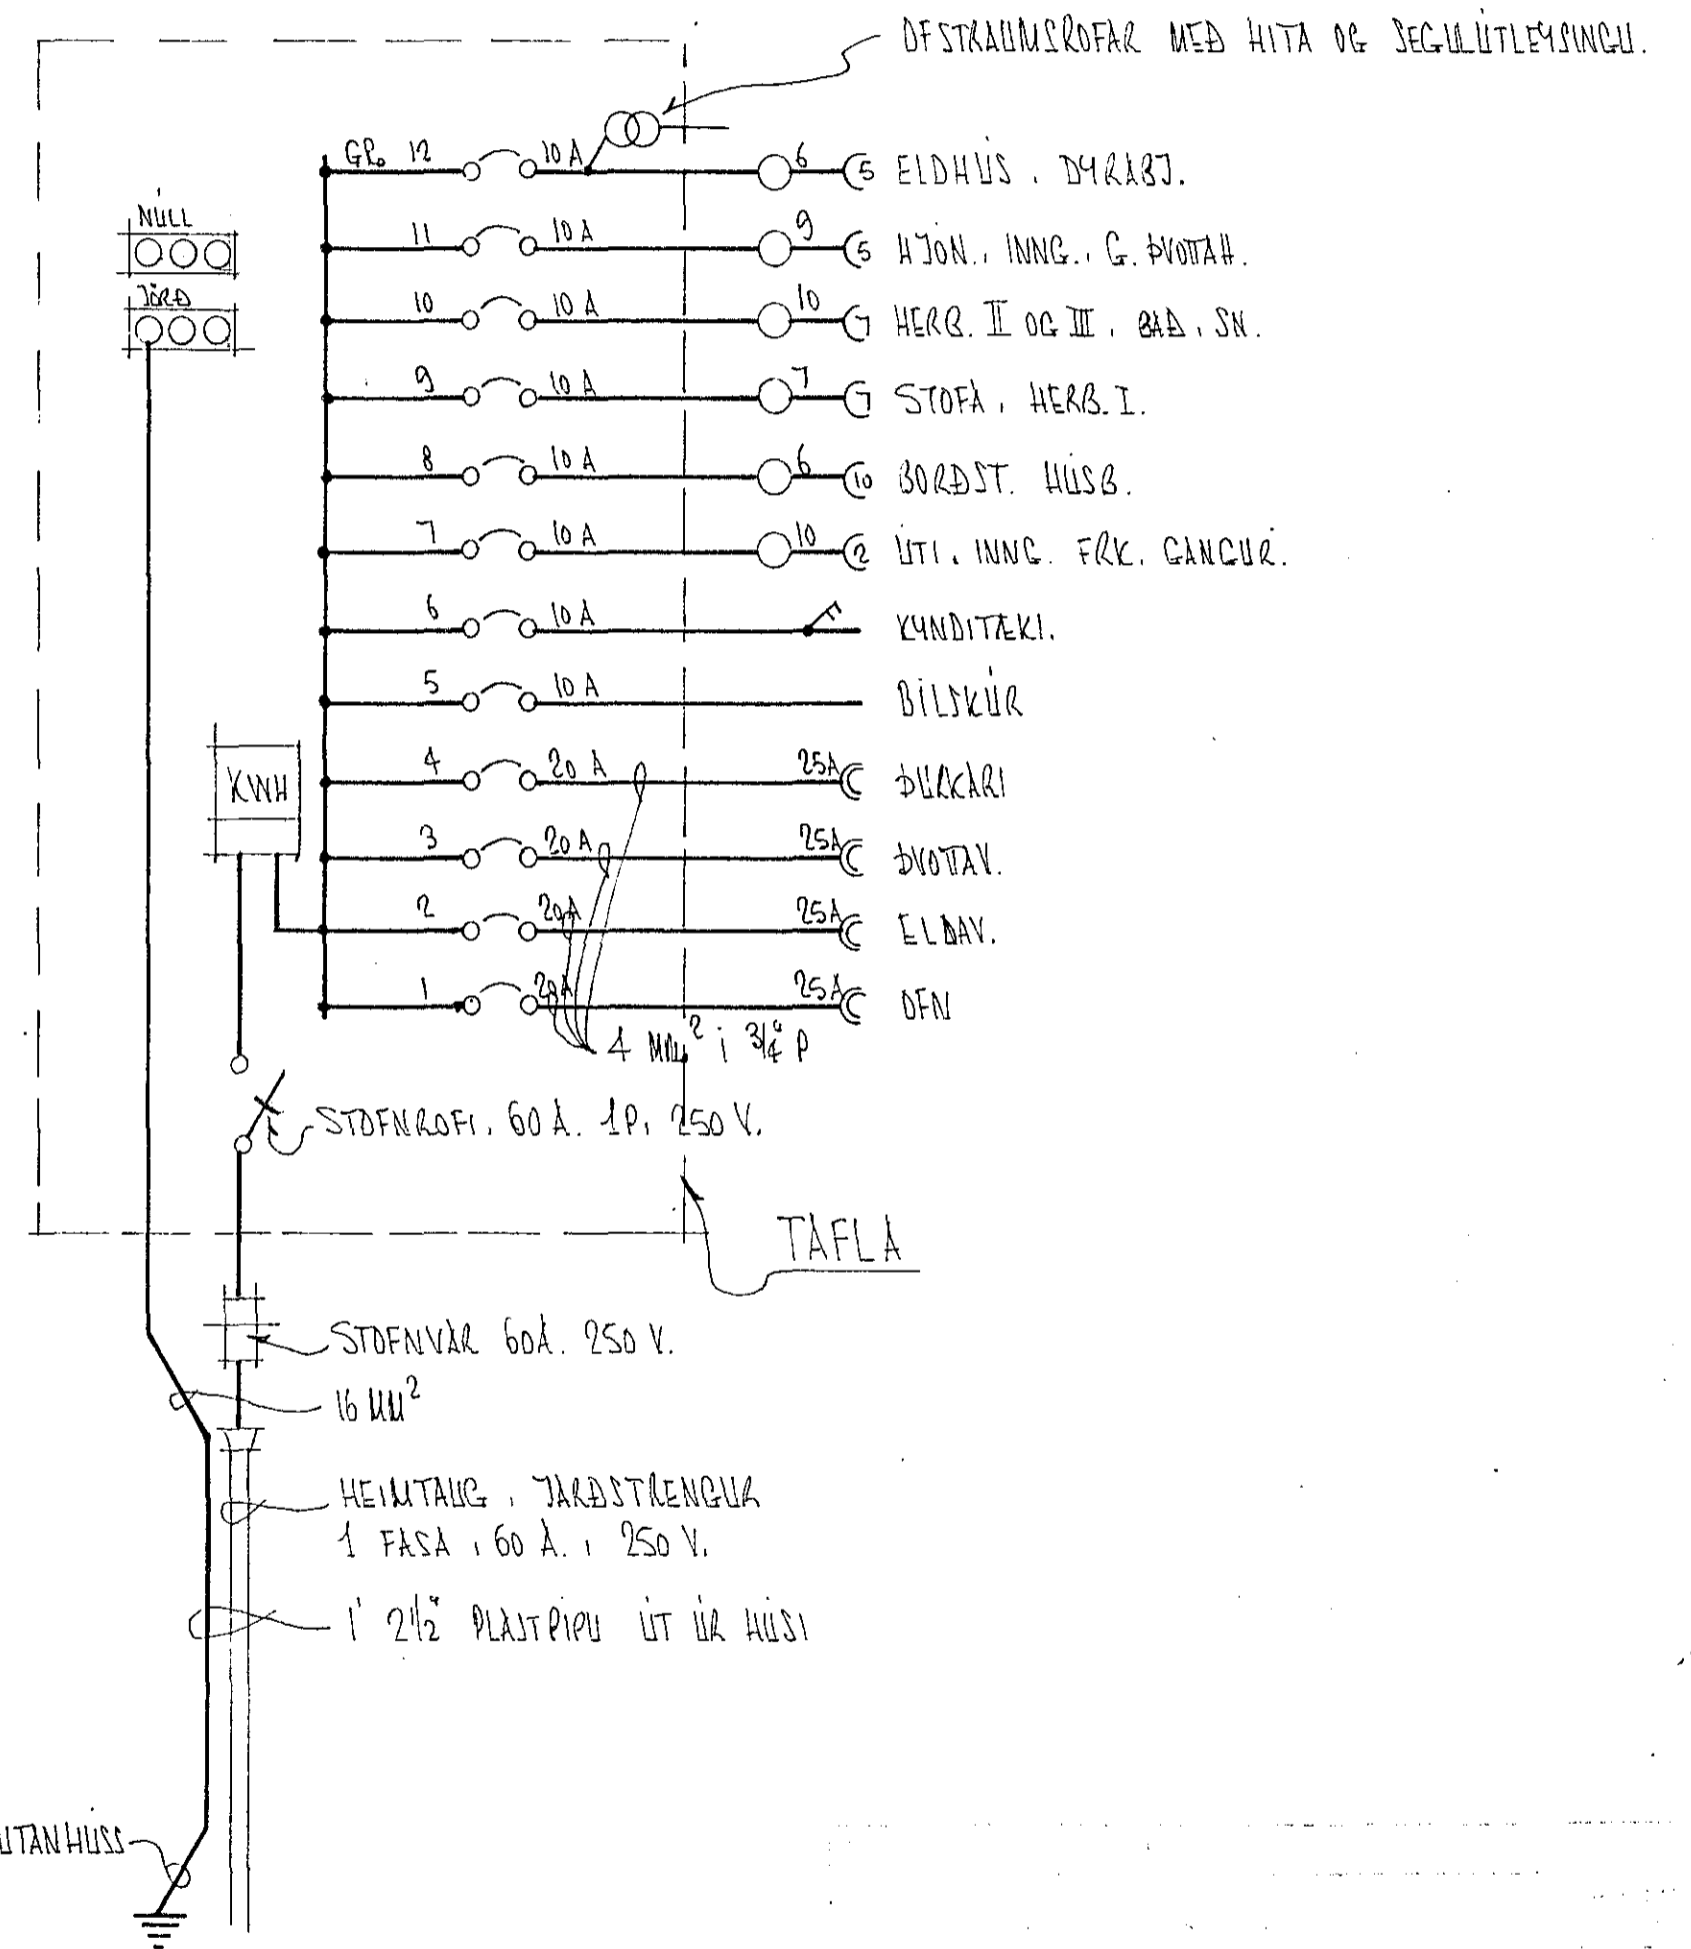 OFSTRAUMSROFAR MEÐ HITA OG SEGULÚTLEYSINGU.
GR. 12 10 A 6 5 ELDHÚS. DYRABJ.
NÚLL
11 10 A 9 5 HJÓN., INNG., G. ÞVOTTAH.
JÖRÐ
10 10 A 10 7 HERB. II OG III. BAÐ. SN.
9 10 A 7 7 STOFA, HERB. I.
8 10 A 6 10 BORÐST. HÚSB.
7 10 A 10 2 ÚTI. INNG. FRK. GANGUR.
6 10 A KYNDITÆKI.
5 10 A BÍLSKÚR
KWH
4 20 A 25A ÞURKARI
3 20 A 25A ÞVOTTAV.
2 20A 25A ELDAV.
1 20A 25A OFN
4 MM² Í 3/4" P
STOFNROFI. 60 A. 1P. 250 V.
TAFLA
STOFNVAR 60A. 250 V.
16 MM²
HEIMTAUG. JARÐSTRENGUR
1 FASA, 60 A., 250 V.
Í 2 1/2" PLASTPÍPU ÚT ÚR HÚSI
UTANHÚSS